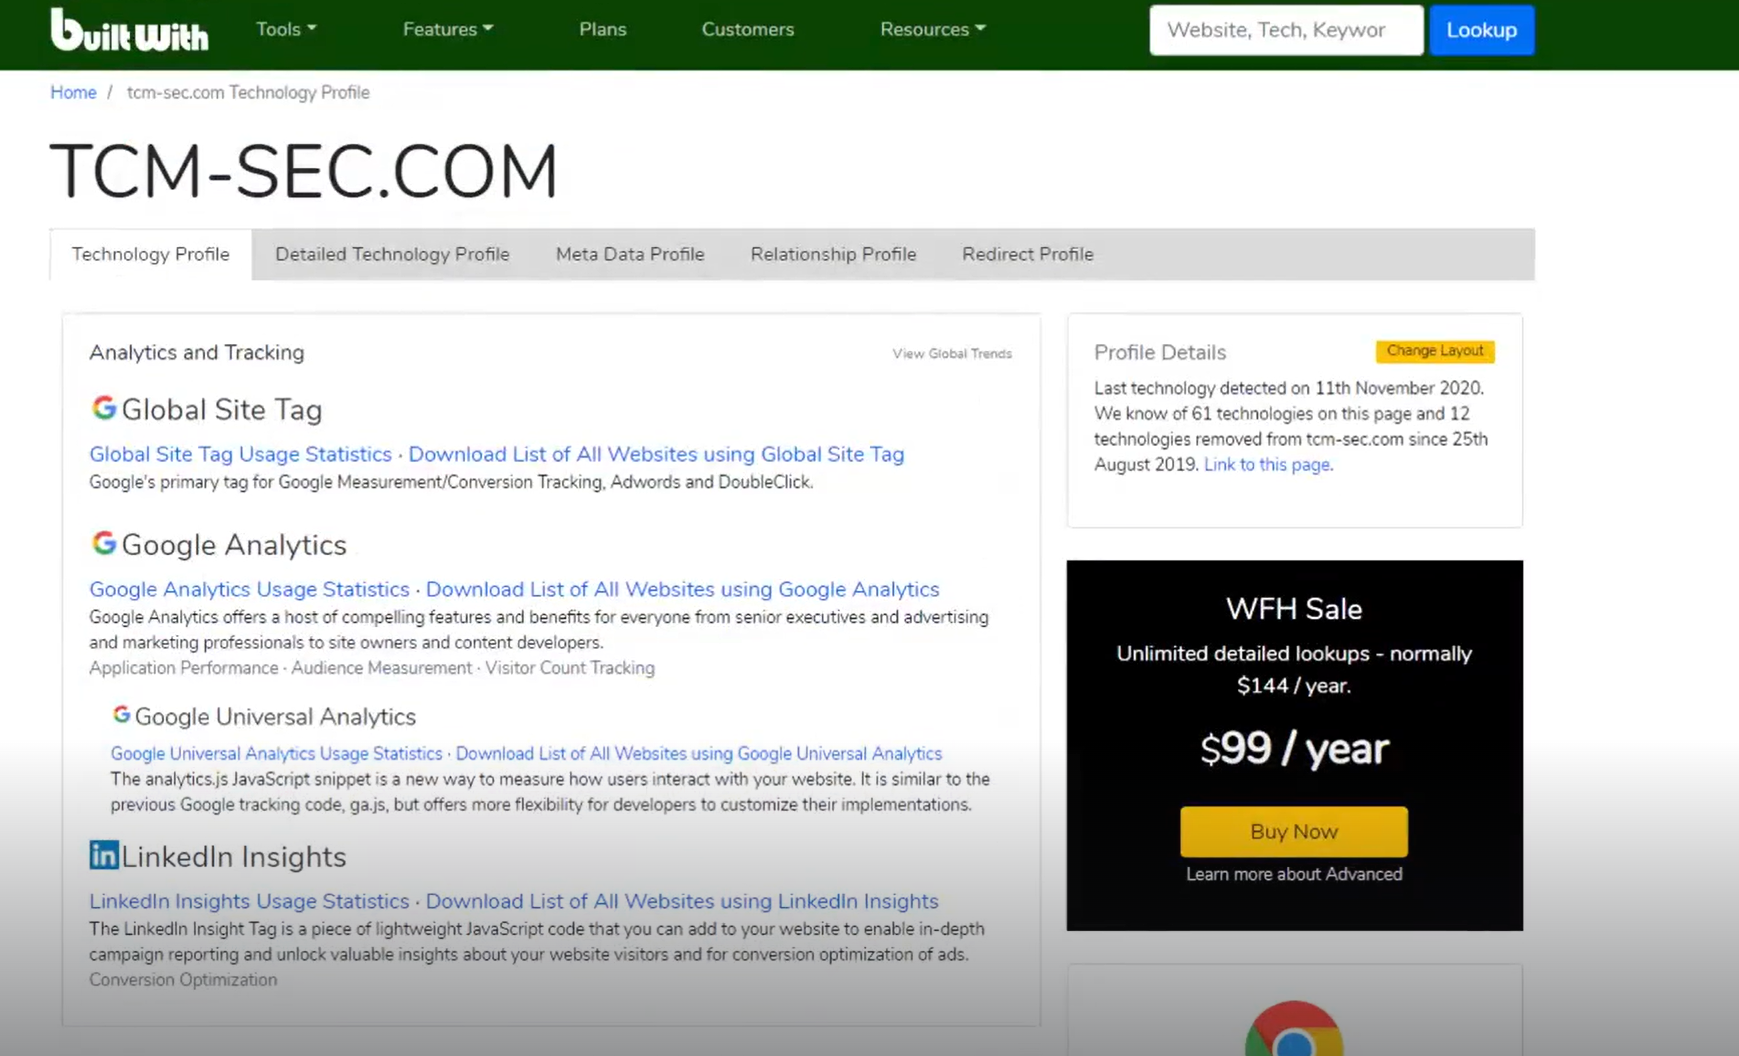 builtwith
Tools
Features
Plans
Customers
Resources
Website, Tech, Keywor
Lookup
Home / tcm-sec.com Technology Profile
TCM-SEC.COM
Technology Profile
Detailed Technology Profile
Meta Data Profile
Relationship Profile
Redirect Profile
Analytics and Tracking
View Global Trends
Global Site Tag
Global Site Tag Usage Statistics · Download List of All Websites using Global Site Tag
Google's primary tag for Google Measurement/Conversion Tracking, Adwords and DoubleClick.
Google Analytics
Google Analytics Usage Statistics · Download List of All Websites using Google Analytics
Google Analytics offers a host of compelling features and benefits for everyone from senior executives and advertising
and marketing professionals to site owners and content developers.
Application Performance · Audience Measurement · Visitor Count Tracking
Google Universal Analytics
Google Universal Analytics Usage Statistics · Download List of All Websites using Google Universal Analytics
The analytics.js JavaScript snippet is a new way to measure how users interact with your website. It is similar to the
previous Google tracking code, ga.js, but offers more flexibility for developers to customize their implementations.
in LinkedIn Insights
LinkedIn Insights Usage Statistics · Download List of All Websites using LinkedIn Insights
The LinkedIn Insight Tag is a piece of lightweight JavaScript code that you can add to your website to enable in-depth
campaign reporting and unlock valuable insights about your website visitors and for conversion optimization of ads.
Conversion Optimization
Profile Details
Change Layout
Last technology detected on 11th November 2020.
We know of 61 technologies on this page and 12
technologies removed from tcm-sec.com since 25th
August 2019. Link to this page.
WFH Sale
Unlimited detailed lookups - normally
$144 / year.
$99 / year
Buy Now
Learn more about Advanced